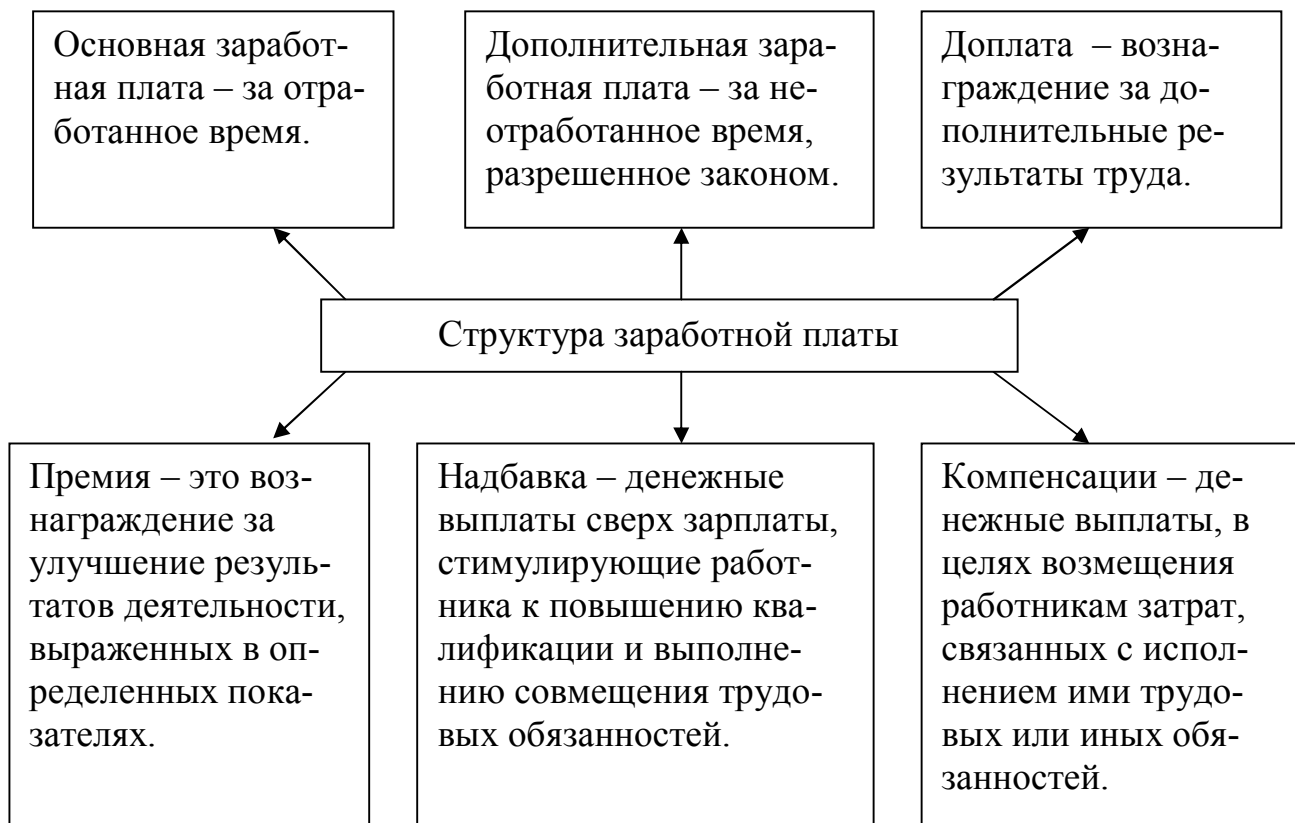 Основная заработ-
ная плата – за отра-
ботанное время.
Дополнительная зара-
ботная плата – за не-
отработанное время,
разрешенное законом.
Доплата – возна-
граждение за до-
полнительные ре-
зультаты труда.
Структура заработной платы
Премия – это воз-
награждение за
улучшение резуль-
татов деятельности,
выраженных в оп-
ределенных пока-
зателях.
Надбавка – денежные
выплаты сверх зарплаты,
стимулирующие работ-
ника к повышению ква-
лификации и выполне-
нию совмещения трудо-
вых обязанностей.
Компенсации – де-
нежные выплаты, в
целях возмещения
работникам затрат,
связанных с испол-
нением ими трудо-
вых или иных обя-
занностей.